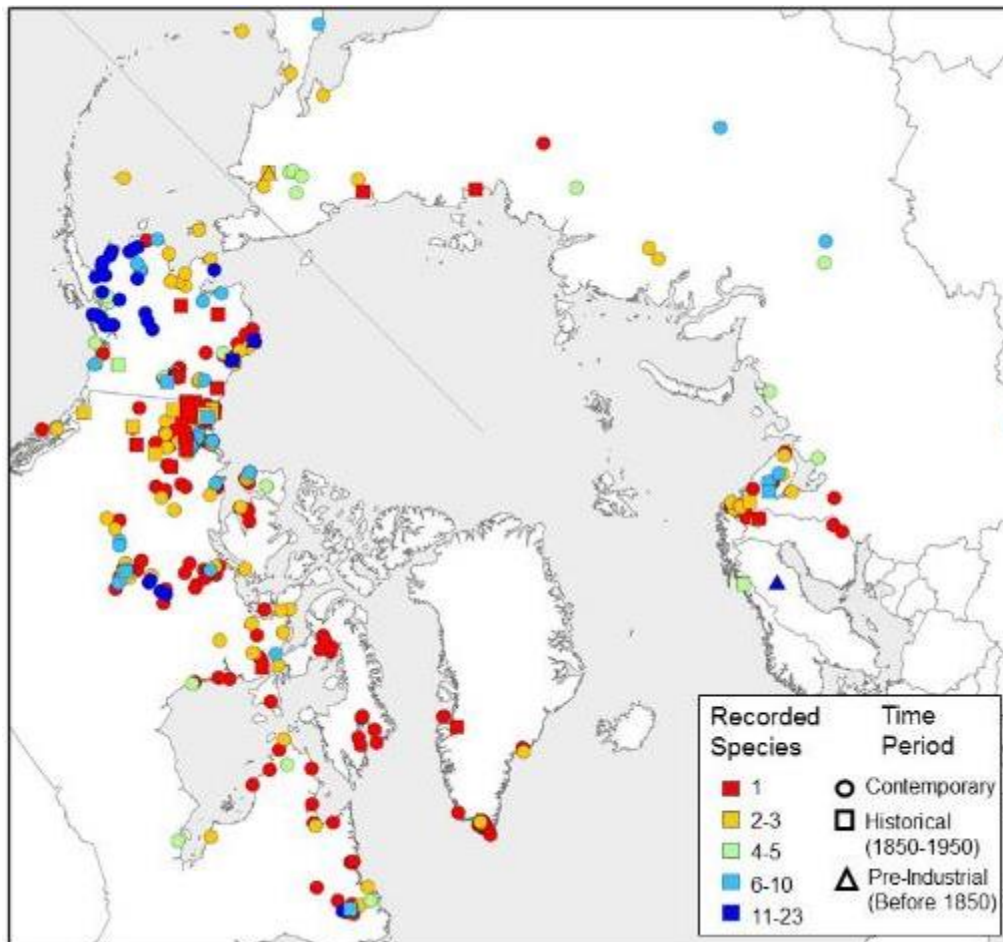 Recorded Species
Time Period
1
2-3
4-5
6-10
11-23
Contemporary
Historical (1850-1950)
Pre-Industrial (Before 1850)